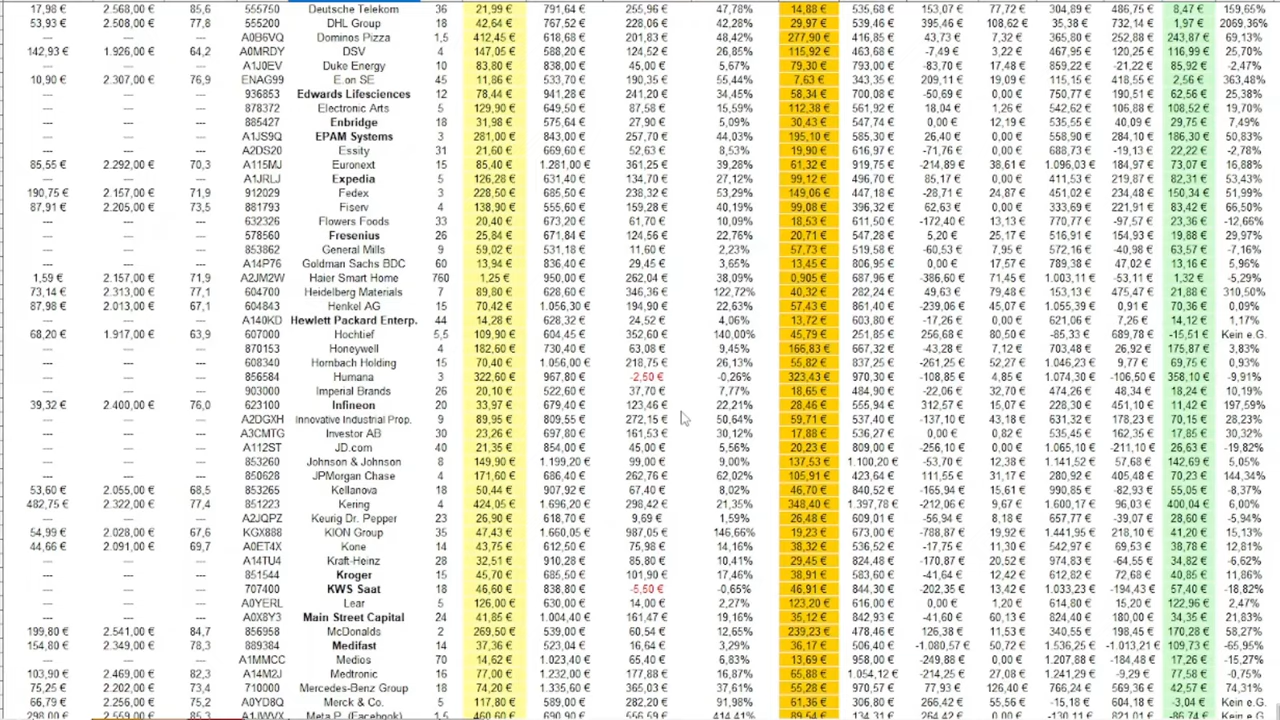 17,98 € 2.568,00 € 85,6 555750 Deutsche Telekom 36 21,99 € 791,64 € 255,96 € 47,78% 14,88 € 535,68 € 153,07 € 77,72 € 304,89 € 486,75 € 8,47 € 159,65%
53,93 € 2.508,00 € 77,8 555200 DHL Group 18 42,64 € 767,52 € 228,06 € 42,28% 29,97 € 539,46 € 395,46 € 108,62 € 35,38 € 732,14 € 1,97 € 2069,36%
--- --- --- A0B6VQ Dominos Pizza 1,5 412,45 € 618,68 € 201,83 € 48,42% 277,90 € 416,85 € 43,73 € 7,32 € 365,80 € 252,88 € 243,87 € 69,13%
142,93 € 1.926,00 € 64,2 A0MRDY DSV 4 147,05 € 588,20 € 124,52 € 26,85% 115,92 € 463,68 € -7,49 € 3,22 € 467,95 € 120,25 € 116,99 € 25,70%
--- --- --- A1J0EV Duke Energy 10 83,80 € 838,00 € 45,00 € 5,67% 79,30 € 793,00 € -83,70 € 17,48 € 859,22 € -21,22 € 85,92 € -2,47%
10,90 € 2.307,00 € 76,9 ENAG99 E.on SE 45 11,86 € 533,70 € 190,35 € 55,44% 7,63 € 343,35 € 209,11 € 19,09 € 115,15 € 418,55 € 2,56 € 363,48%
--- --- --- 936853 Edwards Lifesciences 12 78,44 € 941,28 € 241,20 € 34,45% 58,34 € 700,08 € -50,69 € 0,00 € 750,77 € 190,51 € 62,56 € 25,38%
--- --- --- 878372 Electronic Arts 5 129,90 € 649,50 € 87,58 € 15,59% 112,38 € 561,92 € 18,04 € 1,26 € 542,62 € 106,88 € 108,52 € 19,70%
--- --- --- 885427 Enbridge 18 575,64 € 27,90 € 5,09% 30,43 € 547,74 € 0,00 € 12,19 € 535,55 € 40,09 € 29,75 € 7,49%
--- --- --- A1JS9Q EPAM Systems 3 44,03% 195,10 € 585,30 € 26,40 € 0,00 € 558,90 € 284,10 € 186,30 €
--- --- --- A2DS20 Essity 31 8,53% 19,90 € 616,97 € -71,76 € 0,00 € 688,73 € -19,13 € 22,22 € -2,78%
85,55 € 2.292,00 € 70,3 A115MJ Euronext 15 85,40 € 1.281,00 € 361,25 € 39,28% 61,32 € 919,75 € -214,89 € 38,61 € 1.096,03 € 184,97 € 73,07 €
--- --- --- A1JRLJ Expedia 5 126,28 € 631,40 € 134,70 € 27,12% 99,12 € 496,70 € 85,17 € 0,00 € 411,53 € 219,87 € 82,31 € 53,43%
190,75 € 2.157,00 € 71,9 912029 Fedex 3 228,50 € 685,50 € 238,32 € 53,29% 149,06 € 447,18 € -28,71 € 24,87 € 451,02 € 234,48 € 150,34 € 51,99%
87,91 € 2.205,00 € 73,5 881793 Fiserv 4 138,90 € 555,60 € 159,28 € 40,19% 99,08 € 396,32 € 62,63 € 0,00 € 333,69 € 221,91 € 83,42 € 66,50%
--- --- --- 632326 Flowers Foods 33 10,09% 18,53 € 611,50 € -172,40 € 12,13 € -97,57 € 23,36 € -12,66%
--- --- --- 578560 Fresenius 26 25,84 € 671,84 € 124,56 € 22,76% 20,71 € 547,28 € 5,20 € 25,17 € 516,91 € 154,93 € 19,88 € 29,97%
--- --- --- 853862 General Mills 9 2,23% 57,73 € 519,58 € -60,53 € 7,95 € 572,16 € -40,98 € 63,57 € -7,16%
--- --- --- A14P76 Goldman Sachs BDC 60 13,94 € 836,40 € 29,45 € 3,65% 13,45 € 806,95 € 0,00 € 17,57 € 789,38 € 47,02 € 13,16 € 5,96%
1,59 € 2.157,00 € 71,9 A2JM2W Haier Smart Home 760 1,25 € 950,00 € 262,04 € 38,09% 0,905 € 687,96 € -386,60 € 71,45 € 1.003,11 € -53,11 € 1,32 € -5,29%
73,14 € 2.313,00 € 77,1 604700 Heidelberg Materials 7 89,80 € 628,60 € 346,36 € 122,72% 40,32 € 282,24 € 49,63 € 79,48 € 153,13 € 475,47 € 21,88 € 310,50%
87,98 € 2.013,00 € 67,1 604843 Henkel AG 15 70,42 € 1.056,30 € 194,90 € 22,63% 57,43 € 861,40 € -239,06 € 45,07 € 1.055,39 € 0,91 € 70,36 € 0,09%
--- --- --- A140KD Hewlett Packard Enterp. 44 14,28 € 628,32 € 24,52 € 4,06% 13,72 € 603,80 € -17,26 € 0,00 € 621,06 € 7,26 € 14,12 € 1,17%
68,20 € 1.917,00 € 63,9 607000 Hochtief 5,5 109,90 € 604,45 € 352,60 € 140,00% 45,79 € 251,85 € 256,68 € 80,50 € -85,33 € 689,78 € -15,51 €
--- --- --- 870153 Honeywell 4 182,60 € 730,40 € 63,08 € 9,45% 166,83 € 667,32 € -43,28 € 7,12 € 703,48 € 26,92 € 175,87 € 3,83%
--- --- --- 608340 Hornbach Holding 15 70,40 € 1.056,00 € 218,75 € 26,13% 55,82 € 837,25 € -261,25 € 52,27 € 1.046,23 € 9,77 € 69,75 € 0,93%
--- --- --- 856584 Humana 3 322,60 € 967,80 € -2,50 € -0,26% 323,43 € 970,30 € -108,85 € 4,85 € 1.074,30 € -106,50 € 358,10 € -9,91%
--- --- --- 903000 Imperial Brands 26 20,10 € 522,60 € 37,70 € 7,77% 18,65 € 484,90 € -22,06 € 32,70 € 474,26 € 48,34 € 18,24 € 10,19%
39,32 € 2.400,00 € 76,0 623100 Infineon 20 33,97 € 679,40 € 123,46 € 22,21% 28,46 € 555,94 € 312,57 € 15,07 € 228,30 € 451,10 € 11,42 € 197,59%
--- --- --- A2DGXH Innovative Industrial Prop. 9 89,95 € 809,55 € 272,15 € 50,64% 59,71 € 537,40 € -137,10 € 43,18 € 631,32 € 70,15 €
--- --- --- A3CMTG Investor AB 30 23,26 € 697,80 € 161,53 € 30,12% 17,88 € 536,27 € 0,00 € 0,82 € 535,45 € 162,35 € 17,85 € 30,32%
--- --- --- A112ST JD.com 40 21,35 € 854,00 € 45,00 € 5,56% 20,23 € 809,00 € -256,10 € 0,00 € 1.065,10 € -211,10 € 26,63 € -19,82%
--- --- --- 853260 Johnson & Johnson 8 149,90 € 1.199,20 € 99,00 € 9,00% 137,53 € 1.100,20 € -53,70 € 12,38 € 1.141,52 € 57,68 € 142,69 € 5,05%
--- --- --- 850628 JPMorgan Chase 4 171,60 € 686,40 € 262,76 € 62,02% 105,91 € 423,64 € 111,55 € 31,17 € 280,92 € 405,48 € 70,23 €
53,60 € 2.055,00 € 68,5 853265 Kellanova 18 50,44 € 907,92 € 67,40 € 8,02% 46,70 € 840,52 € -165,94 € 15,61 € 990,85 € -82,93 € 55,05 € -8,37%
482,75 € 2.322,00 € 77,4 851223 Kering 4 424,05 € 1.696,20 € 298,42 € 21,35% 348,40 € 1.397,78 € -212,06 € 9,67 € 1.600,17 € 96,03 € 400,04 € 6,00%
--- --- --- A2JQPZ Keurig Dr. Pepper 23 26,90 € 618,70 € 9,69 € 1,59% 26,48 € 609,01 € -56,94 € 8,18 € 657,77 € -39,07 € 28,60 € -5,94%
54,99 € 2.028,00 € 67,6 KGX888 KION Group 35 47,43 € 1.660,05 € 987,05 € 146,66% 19,23 € 673,00 € -788,87 € 19,92 € 1.441,95 € 218,10 € 41,20 € 15,13%
44,66 € 2.091,00 € 69,7 A0ET4X Kone 14 43,75 € 612,50 € 75,98 € 14,16% 38,32 € 536,52 € -17,75 € 11,30 € 542,97 € 69,53 € 38,78 € 12,81%
--- --- --- A14TU4 Kraft-Heinz 28 32,51 € 910,28 € 85,80 € 10,41% 29,45 € 824,48 € -170,87 € 20,52 € 974,83 € -64,55 € 34,82 € -6,62%
--- --- --- 851544 Kroger 15 45,70 € 685,50 € 101,90 € 17,46% 38,91 € 583,60 € -41,64 € 12,42 € 612,82 € 72,68 € 40,85 € 11,86%
--- --- --- 707400 KWS Saat 18 46,60 € 838,80 € -5,50 € -0,65% 46,91 € 844,30 € -202,35 € 13,42 € 1.033,23 € -194,43 € 57,40 € -18,82%
--- --- --- A0YERL Lear 5 126,00 € 630,00 € 14,00 € 2,27% 123,20 € 616,00 € 0,00 € 1,20 € 614,80 € 15,20 € 122,96 € 2,47%
--- --- --- A0X8Y3 Main Street Capital 24 41,85 € 1.004,40 € 161,47 € 19,16% 35,12 € 842,93 € -41,60 € 60,13 € 824,40 € 180,00 € 34,35 € 21,83%
199,80 € 2.541,00 € 84,7 856958 McDonalds 2 269,50 € 539,00 € 60,54 € 12,65% 239,23 € 478,46 € 126,38 € 11,53 € 340,55 € 198,45 € 170,28 € 58,27%
154,80 € 2.349,00 € 78,3 884389 Medifast 14 37,36 € 523,04 € 16,64 € 3,29% 36,17 € 506,40 € -1.080,57 € 50,72 € 1.536,25 € -1.013,21 € 109,73 € -65,95%
--- --- --- A1MMCC Medios 70 14,62 € 1.023,40 € 65,40 € 6,83% 13,69 € 958,00 € -249,88 € 0,00 € 1.207,88 € -184,48 € 17,26 € -15,27%
103,90 € 2.469,00 € 82,3 A14M2J Medtronic 16 77,00 € 1.232,00 € 177,88 € 16,87% 65,88 € 1.054,12 € -214,25 € 27,08 € 1.241,29 € -9,29 € 77,58 €
75,25 € 2.202,00 € 73,4 710000 Mercedes-Benz Group 18 74,20 € 1.335,60 € 365,03 € 37,61% 55,28 € 970,57 € 77,93 € 126,40 € 766,24 € 569,36 € 42,57 € 74,31%
66,79 € 2.256,00 € 75,2 A0YD8Q Merck & Co. 5 117,80 € 589,00 € 282,20 € 91,98% 61,36 € 306,80 € 266,42 € 55,56 € -15,18 € 604,18 € -3,04 €
298,00 € 2.559,00 € 85,3 A1JWVX Meta P. (Facebook) 1,5 460,60 € 690,90 € 556,59 € 414,41% 89,54 € 134,31 €